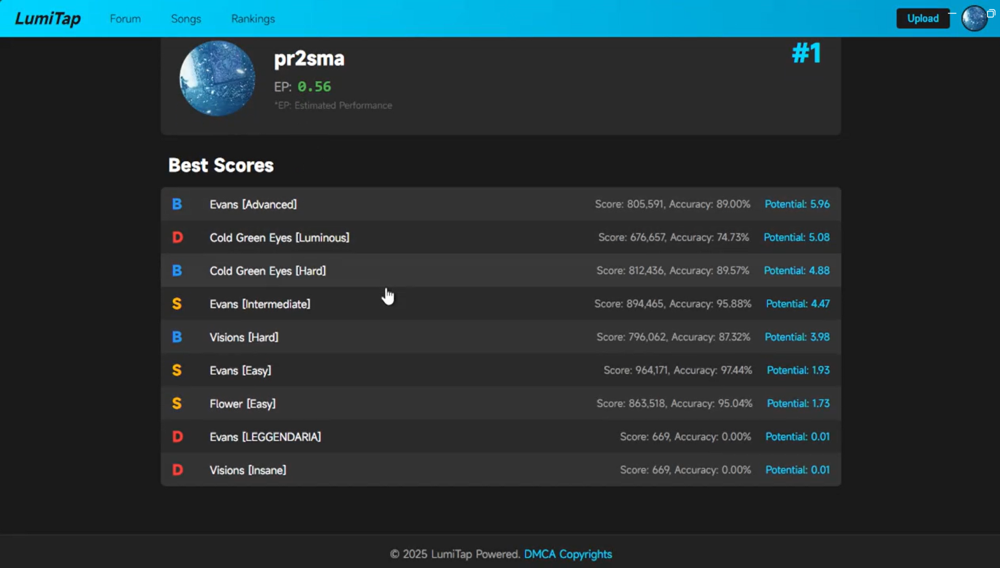 LumiTap Forum Songs Rankings Upload
pr2sma #1
EP: 0.56
*EP: Estimated Performance
Best Scores
B Evans [Advanced] Score: 805,591, Accuracy: 89.00% Potential: 5.96
D Cold Green Eyes [Luminous] Score: 676,657, Accuracy: 74.73% Potential: 5.08
B Cold Green Eyes [Hard] Score: 812,436, Accuracy: 89.57% Potential: 4.88
S Evans [Intermediate] Score: 894,465, Accuracy: 95.88% Potential: 4.47
B Visions [Hard] Score: 796,062, Accuracy: 87.32% Potential: 3.98
S Evans [Easy] Score: 964,171, Accuracy: 97.44% Potential: 1.93
S Flower [Easy] Score: 863,518, Accuracy: 95.04% Potential: 1.73
D Evans [LEGGENDARIA] Score: 669, Accuracy: 0.00% Potential: 0.01
D Visions [Insane] Score: 669, Accuracy: 0.00% Potential: 0.01
© 2025 LumiTap Powered. DMCA Copyrights